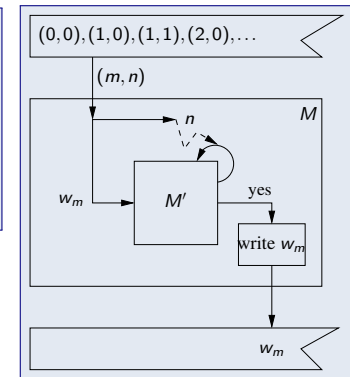 (0,0),(1,0),(1,1),(2,0),...
(m,n)
n
M
w_m
M′
yes
write w_m
w_m